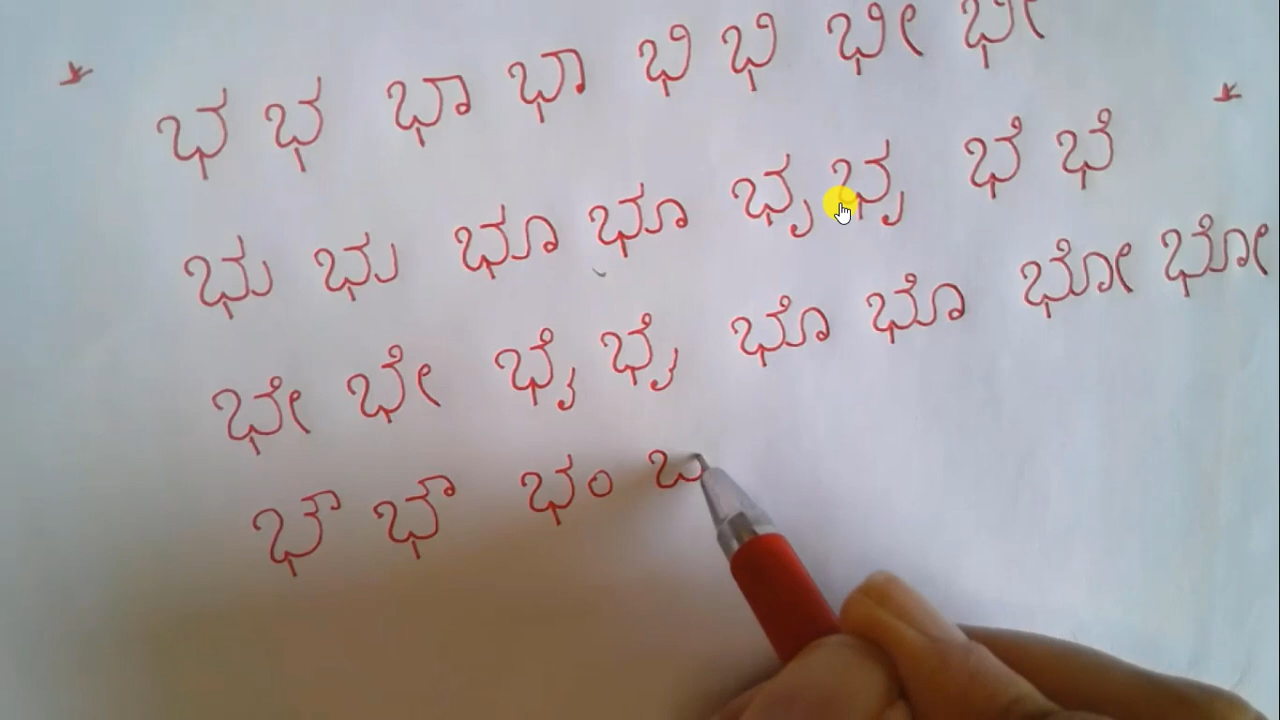 ಭ ಭ ಭಾ ಭಾ ಭಿ ಭಿ ಭೀ ಭೀ
ಭು ಭು ಭೂ ಭೂ ಭೃ ಭೃ ಭೆ ಭೆ
ಭೇ ಭೇ ಭೈ ಭೈ ಭೊ ಭೊ ಭೋ ಭೋ
ಭೌ ಭೌ ಭಂ